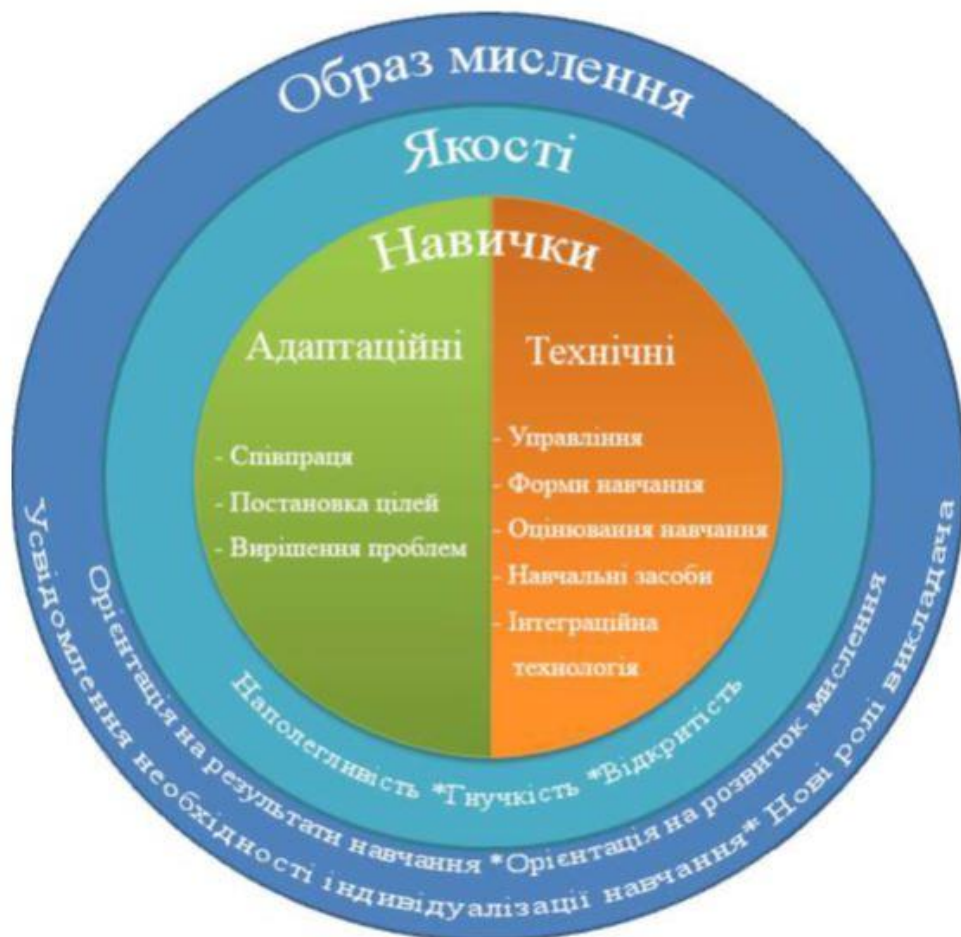 Образ мислення
Якості
Навички
Адаптаційні
- Співпраця
- Постановка цілей
- Вирішення проблем
Технічні
- Управління
- Форми навчання
- Оцінювання навчання
- Навчальні засоби
- Інтеграційна
технологія
Наполегливість *Гнучкість *Відкритість
Орієнтація на результати навчання *Орієнтація на розвиток мислення
Усвідомлення необхідності індивідуалізації навчання* Нові ролі викладача